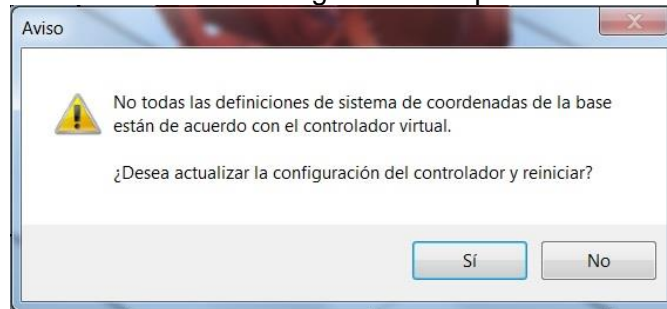 Aviso
No todas las definiciones de sistema de coordenadas de la base
están de acuerdo con el controlador virtual.
¿Desea actualizar la configuración del controlador y reiniciar?
Sí
No